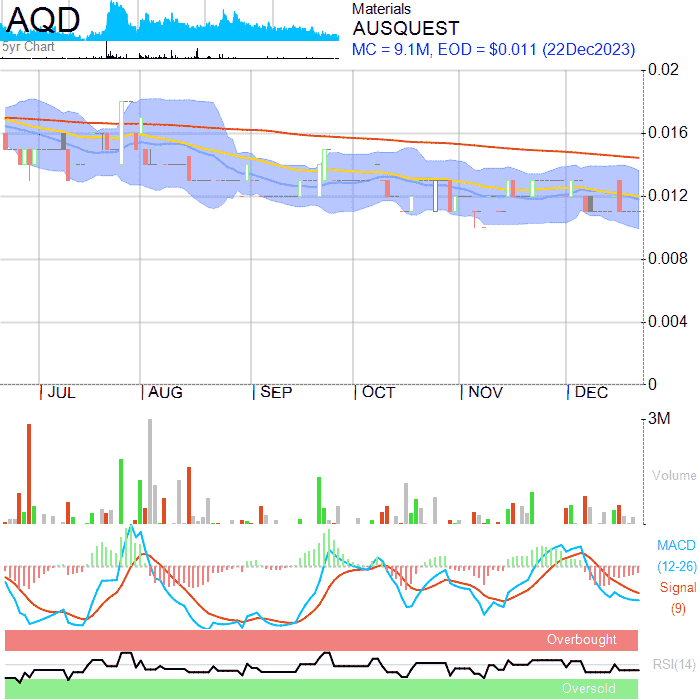 AQD
5yr Chart
Materials
AUSQUEST
MC = 9.1M, EOD = $0.011 (22Dec2023)
0.02
0.016
0.012
0.008
0.004
0
JUL AUG SEP OCT NOV DEC
3M
Volume
MACD
(12-26)
Signal
(9)
Overbought
RSI(14)
Oversold